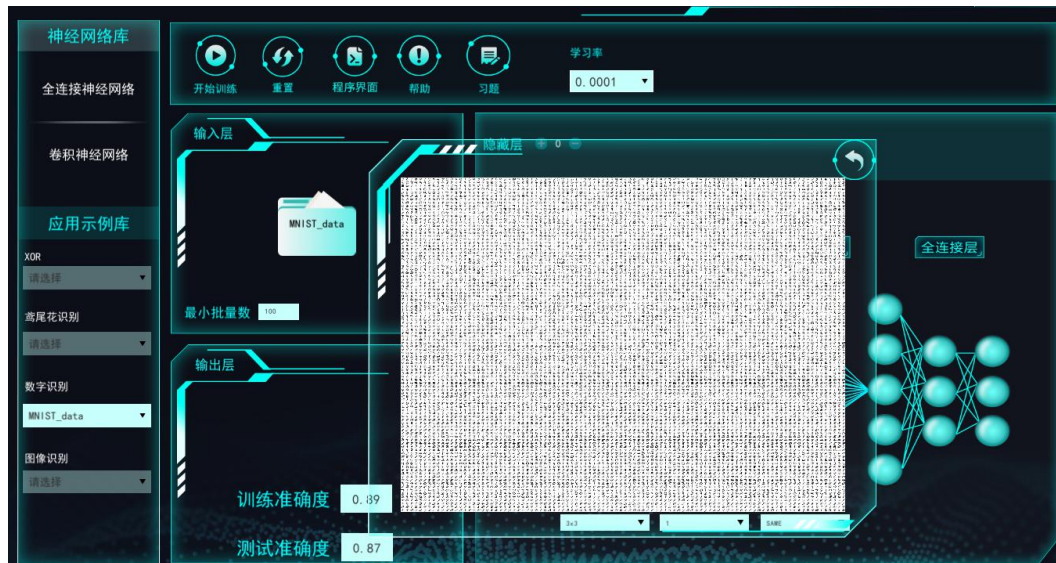 神经网络库
全连接神经网络
卷积神经网络
应用示例库
XOR
请选择
鸢尾花识别
请选择
数字识别
MNIST_data
图像识别
请选择
开始训练
重置
程序界面
帮助
习题
学习率
0.0001
输入层
MNIST_data
最小批量数 100
隐藏层 0
全连接层
3×3 1 SAME
输出层
训练准确度 0.89
测试准确度 0.87